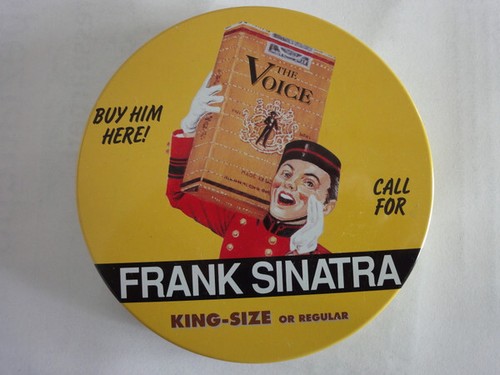 THE
VOICE
BUY HIM
HERE!
CALL
FOR
FRANK SINATRA
KING-SIZE OR REGULAR